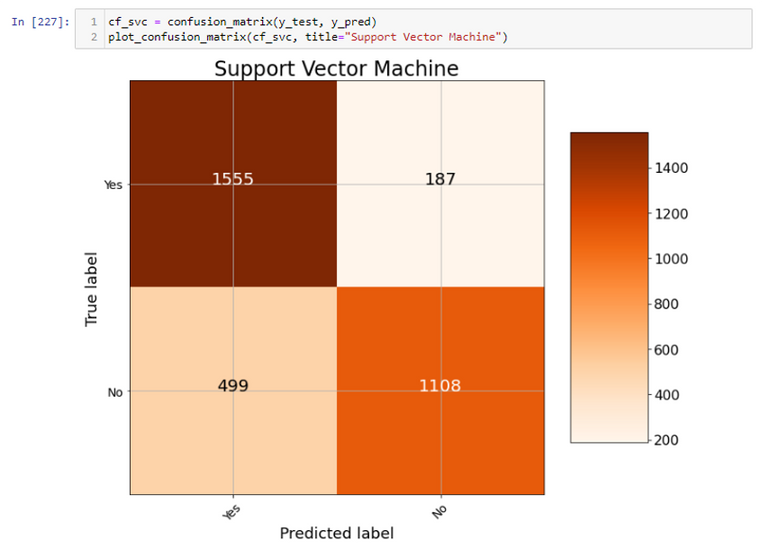 In [227]:
1 cf_svc = confusion_matrix(y_test, y_pred)
2 plot_confusion_matrix(cf_svc, title="Support Vector Machine")
Support Vector Machine
Yes
1555
187
No
499
1108
True label
Yes
No
Predicted label
1400
1200
1000
800
600
400
200